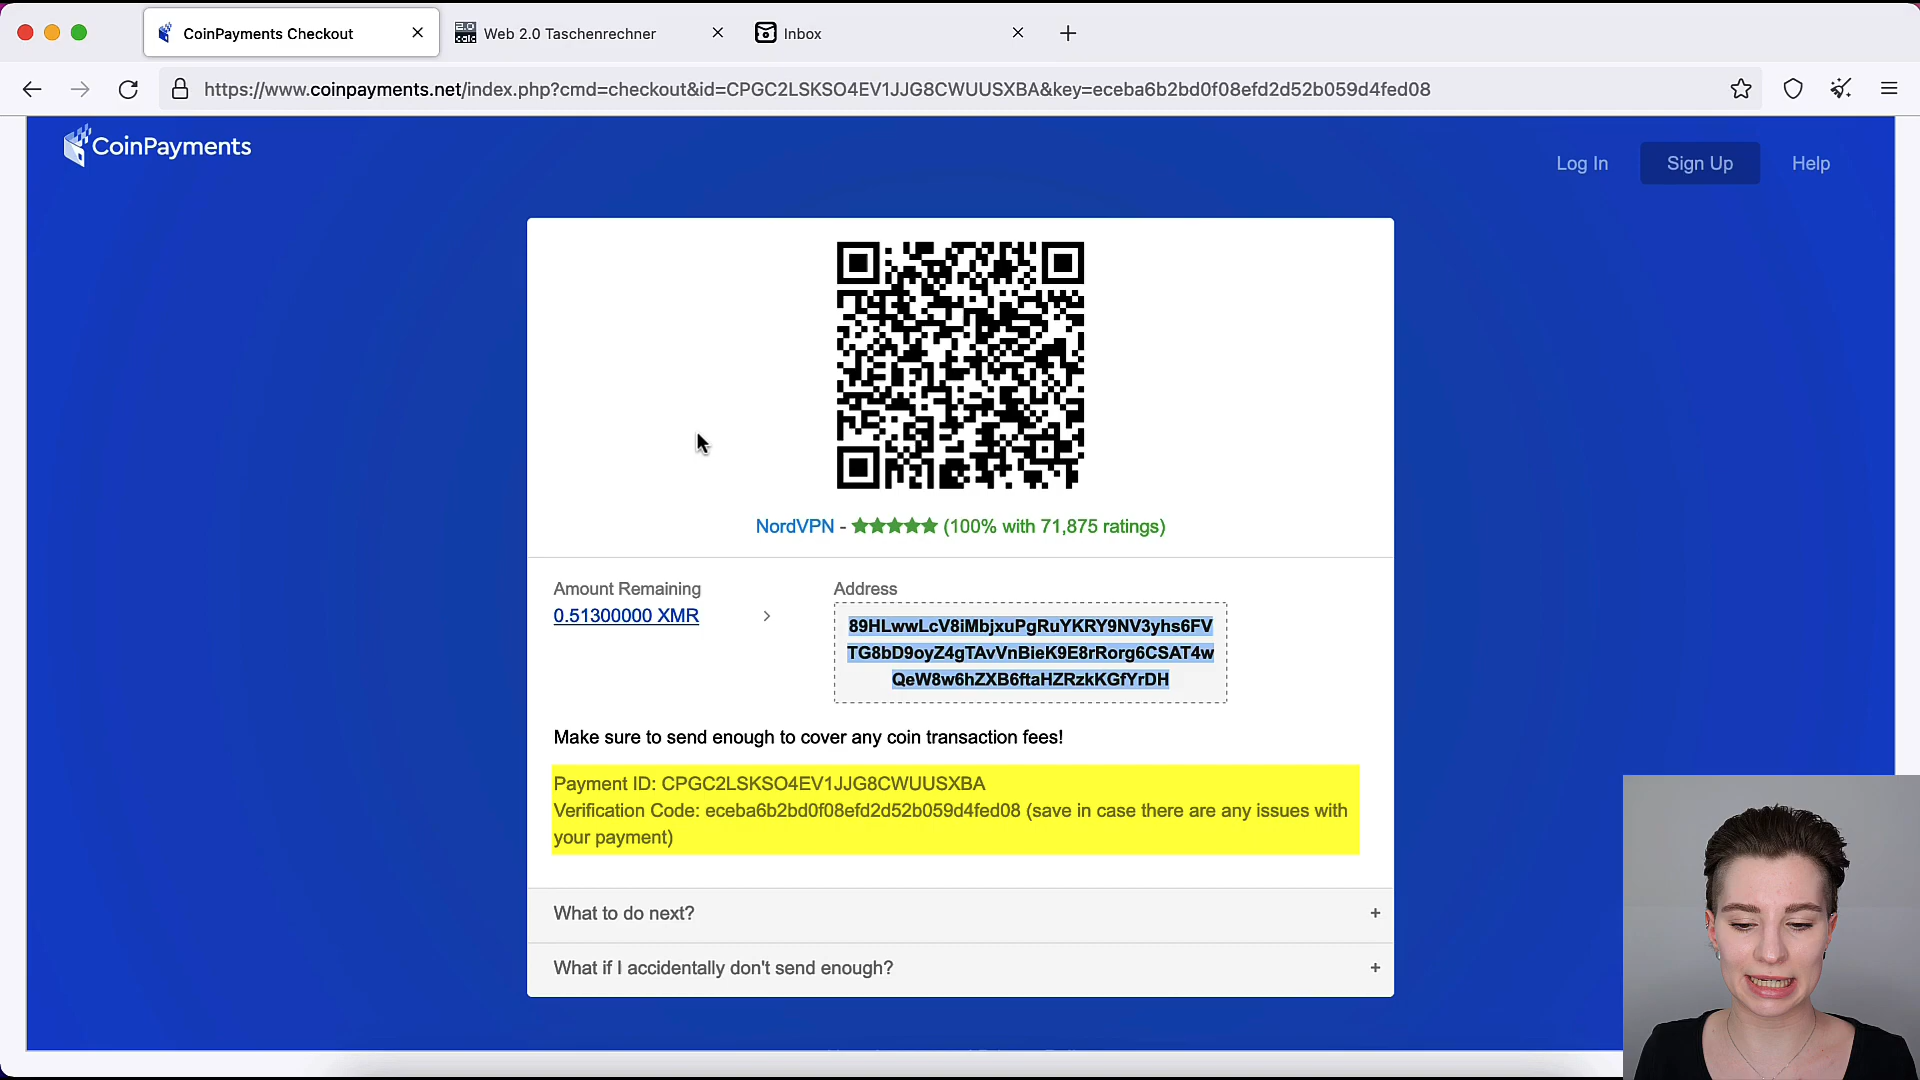 CoinPayments Checkout
Web 2.0 Taschenrechner
Inbox
https://www.coinpayments.net/index.php?cmd=checkout&id=CPGC2LSKSO4EV1JJG8CWUUSXBA&key=eceba6b2bd0f08efd2d52b059d4fed08
CoinPayments
Log In
Sign Up
Help
NordVPN - ★★★★★ (100% with 71,875 ratings)
Amount Remaining
0.51300000 XMR
Address
89HLwwLcV8iMbjxuPgRuYKRY9NV3yhs6FV
TG8bD9oyZ4gTAvVnBieK9E8rRorg6CSAT4w
QeW8w6hZXB6ftaHZRzkKGfYrDH
Make sure to send enough to cover any coin transaction fees!
Payment ID: CPGC2LSKSO4EV1JJG8CWUUSXBA
Verification Code: eceba6b2bd0f08efd2d52b059d4fed08 (save in case there are any issues with
your payment)
What to do next?
+
What if I accidentally don't send enough?
+